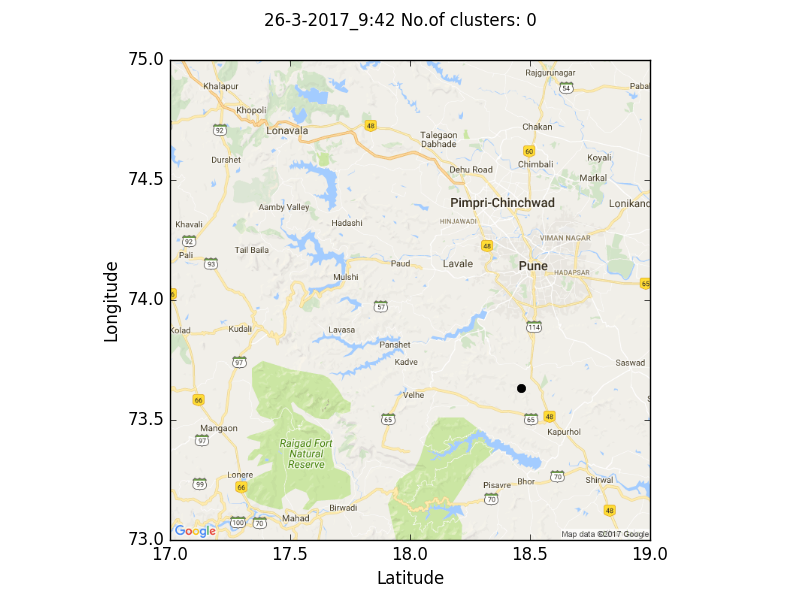 26-3-2017_9:42 No.of clusters: 0
75.0
74.5
74.0
73.5
73.0
Longitude
17.0 17.5 18.0 18.5 19.0
Latitude
Rajgurunagar
54
Khalapur
Pabal
Khopoli
92
Lonavala
48
Talegaon
Dabhade
Chakan
60
Durshet
Dehu Road
Chimbali
Koyali
Markal
Aamby Valley
Pimpri-Chinchwad
Lonikand
Khavali
Hadashi
HINJAWADI
92
Pali
Tail Baila
48
VIMAN NAGAR
93
Paud
Lavale
Pune
HADAPSAR
Mulshi
65
57
Kolad
Kudali
Lavasa
114
Panshet
97
Kadve
Saswad
66
Velhe
65
65
48
Mangaon
97
Kapurhol
Raigad Fort
Natural
Reserve
Lonere
99
66
Pisavre
Bhor
70
Shirwal
70
Birwadi
48
100
70
Mahad
Google
Map data ©2017 Google